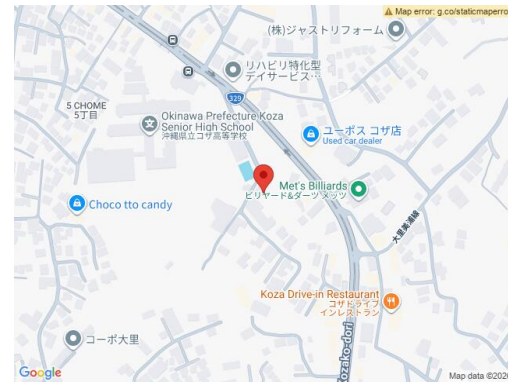 Map error: g.co/staticmaperro
(株)ジャストリフォーム
リハビリ特化型
デイサービス…
329
5 CHOME
5丁目
Okinawa Prefecture Koza
Senior High School
沖縄県立コザ高等学校
ユーポス コザ店
Used car dealer
Met's Billiards
ビリヤード&ダーツ メッツ
Choco tto candy
大里美浦線
Koza Drive-in Restaurant
コザドライブ
インレストラン
Kozako-dori
コーポ大里
Google
Map data ©2026